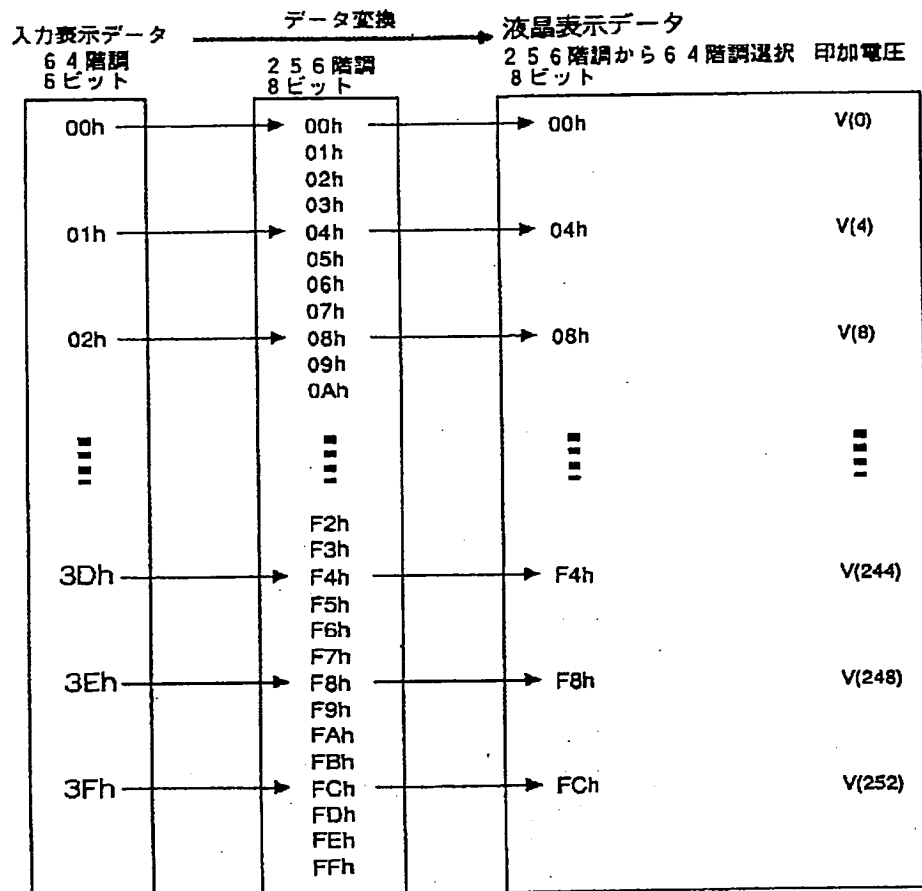 データ変換
入力表示データ
64階調
6ビット
256階調
8ビット
液晶表示データ
256階調から64階調選択 印加電圧
8ビット
00h 00h 00h V(0)
01h
02h
03h
01h 04h 04h V(4)
05h
06h
07h
02h 08h 08h V(8)
09h
0Ah
F2h
F3h
3Dh F4h F4h V(244)
F5h
F6h
F7h
3Eh F8h F8h V(248)
F9h
FAh
FBh
3Fh FCh FCh V(252)
FDh
FEh
FFh